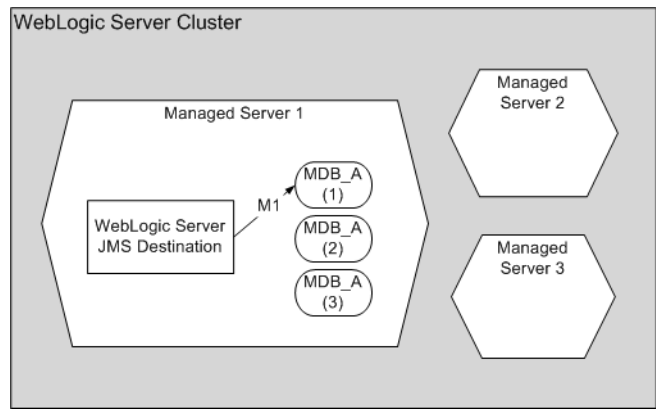 WebLogic Server Cluster
Managed Server 1
WebLogic Server
JMS Destination
M1
MDB_A
(1)
MDB_A
(2)
MDB_A
(3)
Managed
Server 2
Managed
Server 3